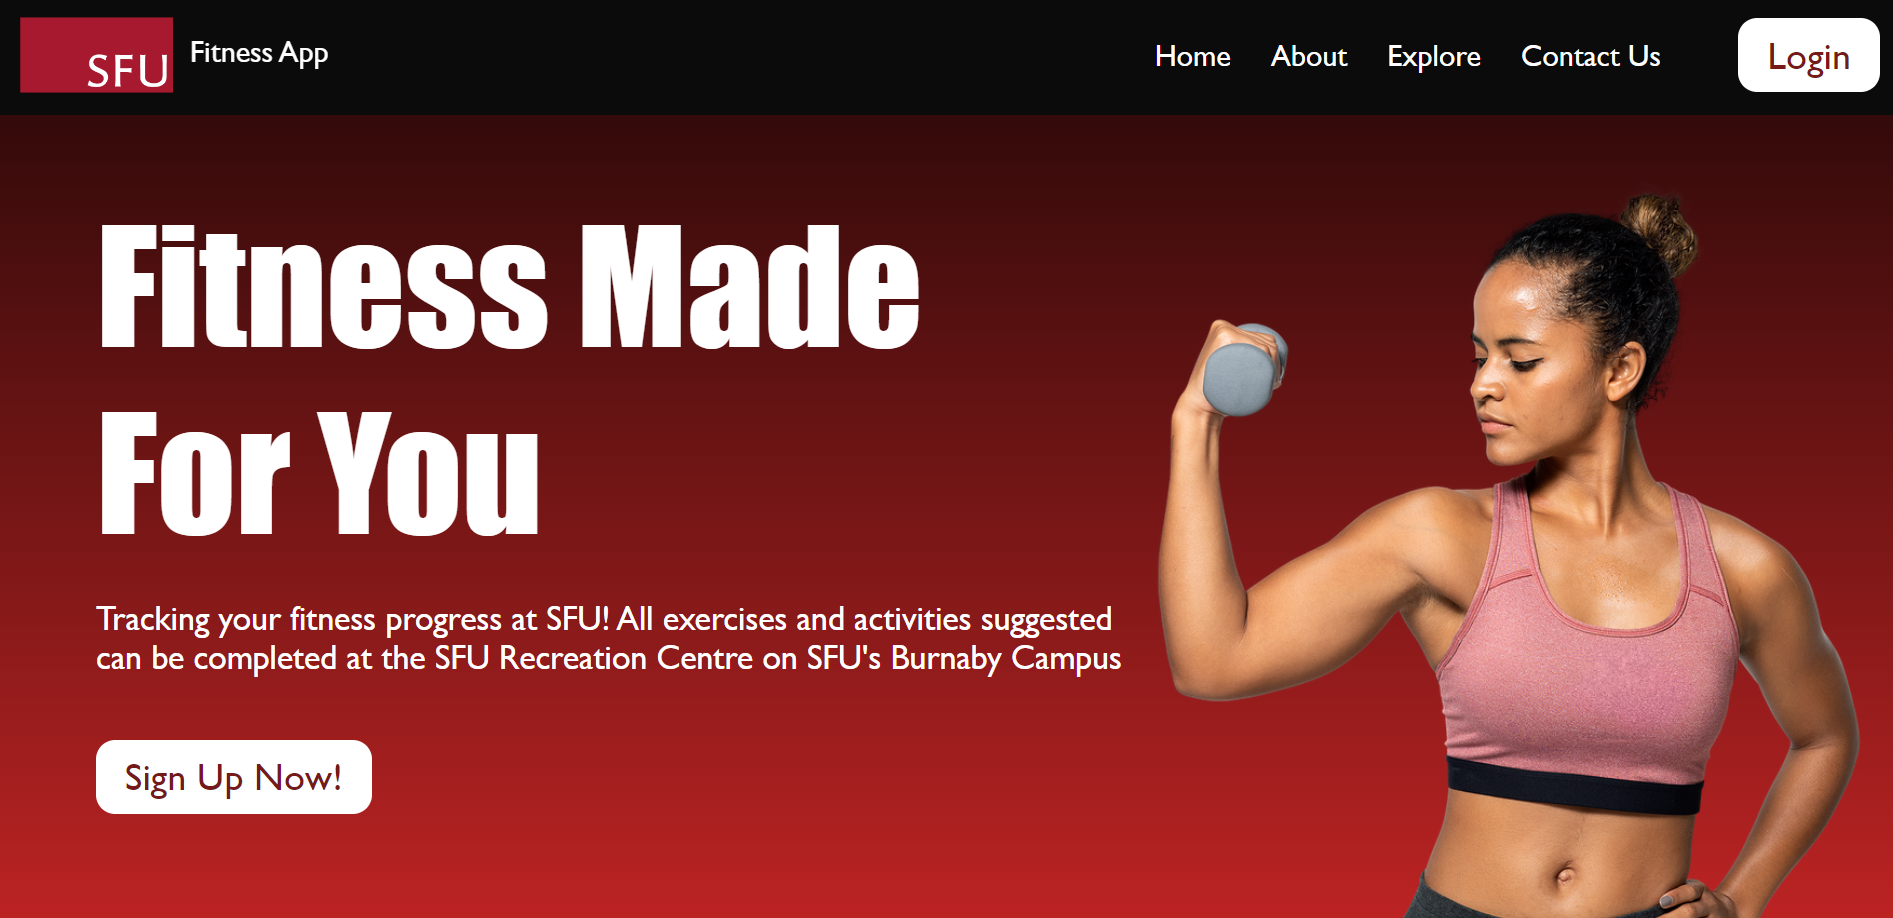 SFU
Fitness App
Home
About
Explore
Contact Us
Login
Fitness Made
For You
Tracking your fitness progress at SFU! All exercises and activities suggested
can be completed at the SFU Recreation Centre on SFU's Burnaby Campus
Sign Up Now!